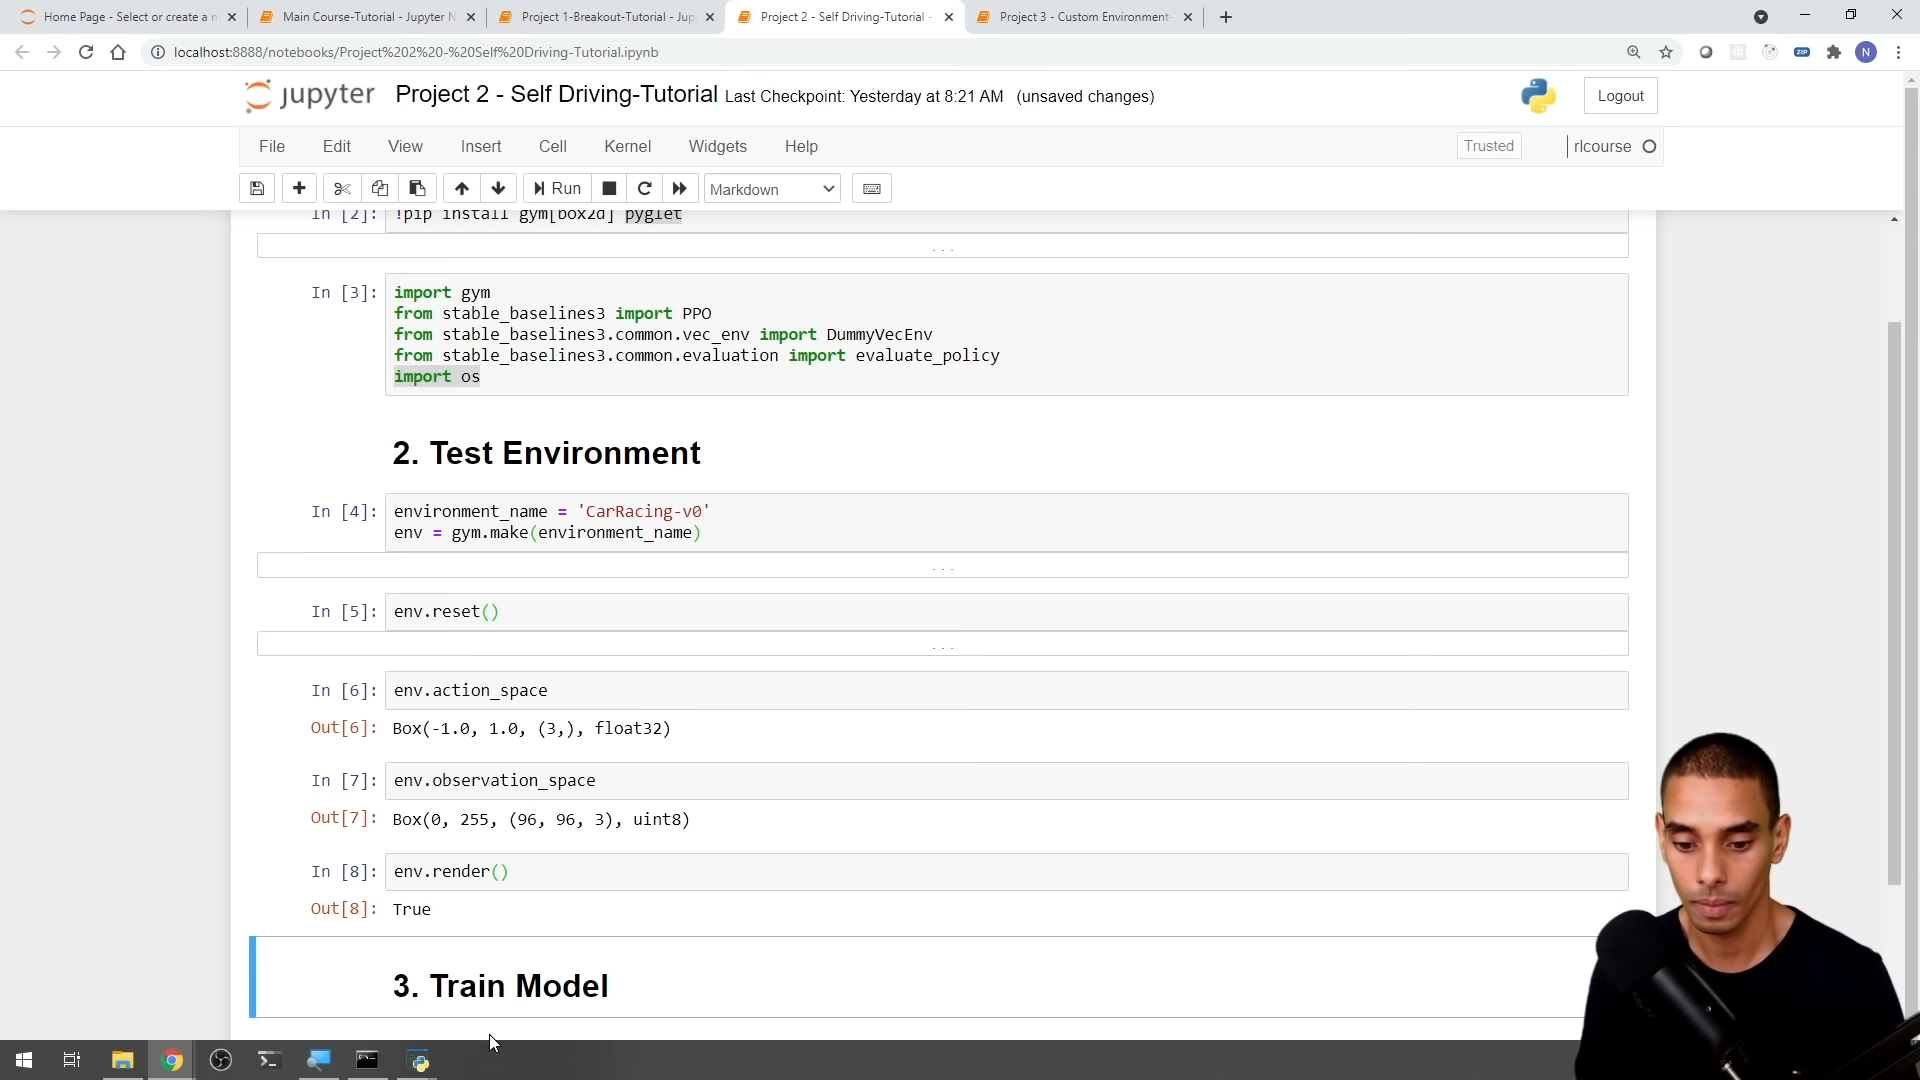 Home Page - Select or create a n
Main Course-Tutorial - Jupyter N
Project 1-Breakout-Tutorial - Jup
Project 2 - Self Driving-Tutorial -
Project 3 - Custom Environment-
localhost:8888/notebooks/Project%202%20-%20Self%20Driving-Tutorial.ipynb
ZIP
N
jupyter Project 2 - Self Driving-Tutorial Last Checkpoint: Yesterday at 8:21 AM (unsaved changes)
Logout
File Edit View Insert Cell Kernel Widgets Help
Trusted
rlcourse
Run
Markdown
In [2]: !pip install gym[box2d] pyglet
...
In [3]: import gym
from stable_baselines3 import PPO
from stable_baselines3.common.vec_env import DummyVecEnv
from stable_baselines3.common.evaluation import evaluate_policy
import os
2. Test Environment
In [4]: environment_name = 'CarRacing-v0'
env = gym.make(environment_name)
...
In [5]: env.reset()
...
In [6]: env.action_space
Out[6]: Box(-1.0, 1.0, (3,), float32)
In [7]: env.observation_space
Out[7]: Box(0, 255, (96, 96, 3), uint8)
In [8]: env.render()
Out[8]: True
3. Train Model